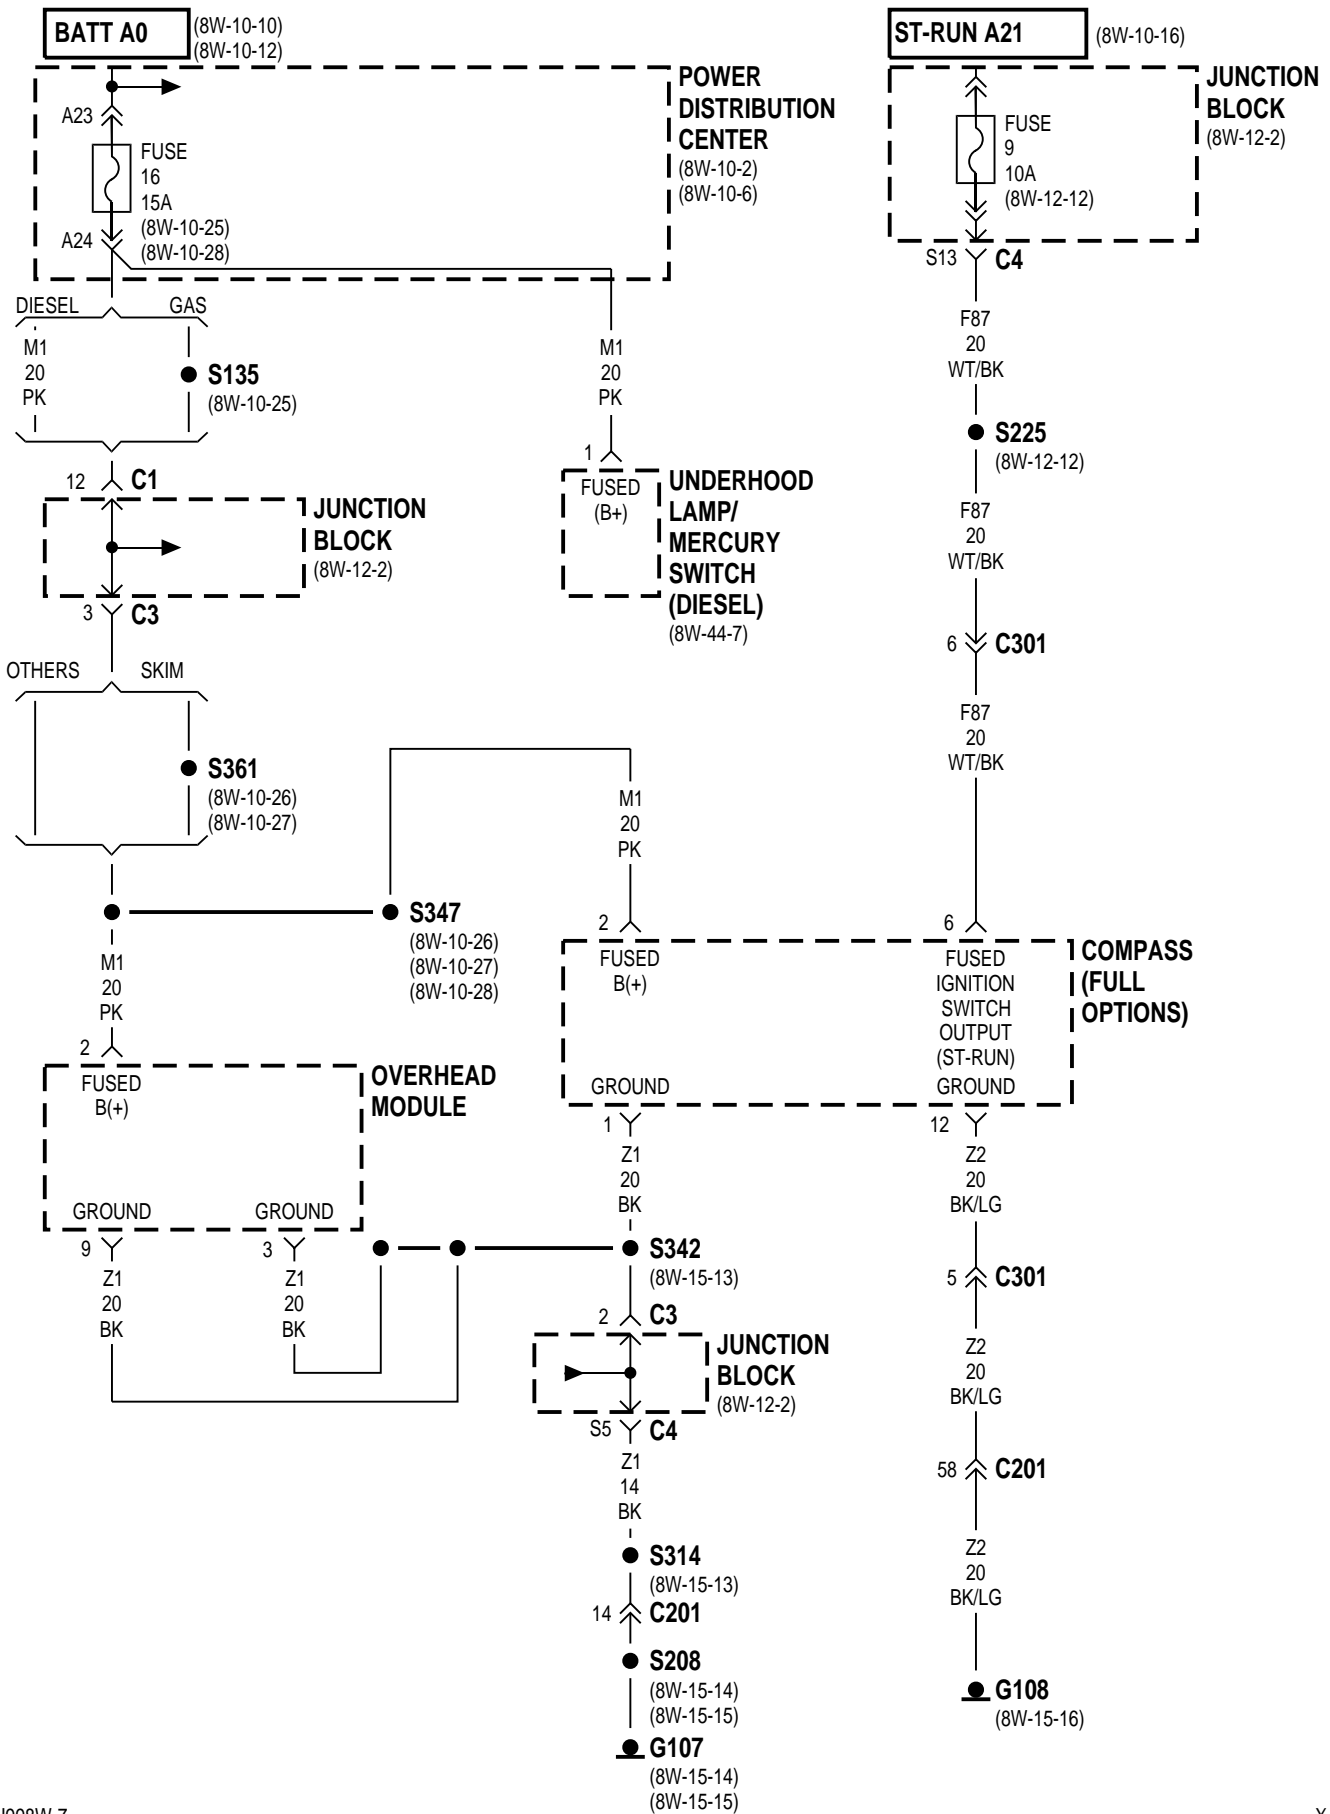 BATT A0
(8W-10-10)
(8W-10-12)
ST-RUN A21
(8W-10-16)
POWER
DISTRIBUTION
CENTER
(8W-10-2)
(8W-10-6)
A23
FUSE
16
15A
(8W-10-25)
(8W-10-28)
A24
JUNCTION
BLOCK
(8W-12-2)
FUSE
9
10A
(8W-12-12)
S13
C4
DIESEL
GAS
M1
20
PK
S135
(8W-10-25)
M1
20
PK
F87
20
WT/BK
S225
(8W-12-12)
12
C1
JUNCTION
BLOCK
(8W-12-2)
3
C3
1
FUSED
(B+)
UNDERHOOD
LAMP/
MERCURY
SWITCH
(DIESEL)
(8W-44-7)
F87
20
WT/BK
6
C301
OTHERS
SKIM
S361
(8W-10-26)
(8W-10-27)
M1
20
PK
F87
20
WT/BK
S347
(8W-10-26)
(8W-10-27)
(8W-10-28)
M1
20
PK
2
FUSED
B(+)
6
FUSED
IGNITION
SWITCH
OUTPUT
(ST-RUN)
COMPASS
(FULL
OPTIONS)
GROUND
GROUND
2
FUSED
B(+)
OVERHEAD
MODULE
GROUND
GROUND
1
Z1
20
BK
12
Z2
20
BK/LG
9
Z1
20
BK
3
Z1
20
BK
S342
(8W-15-13)
5
C301
2
C3
JUNCTION
BLOCK
(8W-12-2)
S5
C4
Z2
20
BK/LG
Z1
14
BK
58
C201
S314
(8W-15-13)
14
C201
Z2
20
BK/LG
S208
(8W-15-14)
(8W-15-15)
G108
(8W-15-16)
G107
(8W-15-14)
(8W-15-15)